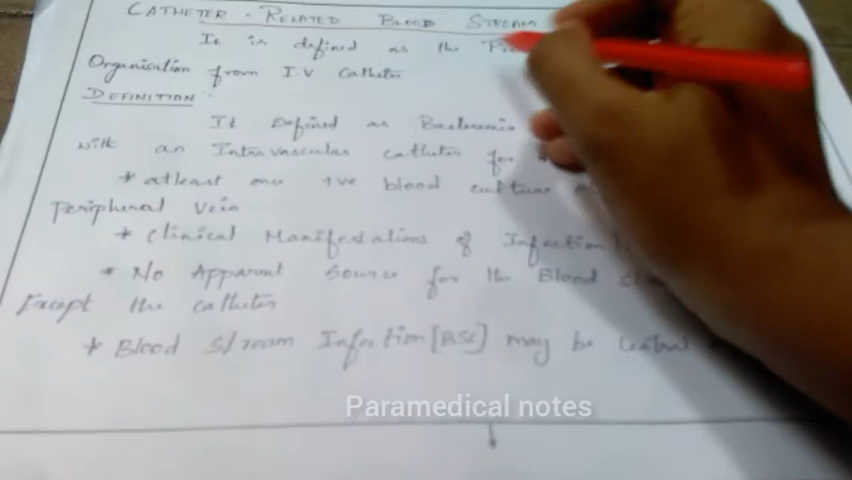 CATHETER - RELATED BLOOD STREAM
It is defined as the
Organisation from I.V Catheter
DEFINITION
It Defined as Bacteremia
with an Intravascular catheter for
* atleast one +ve blood culture
Peripheral Vein
* Clinical Manifestations of Infection
* No Apparent Source for the Blood
Except the catheter
* Blood Stream Infection [BSI] may be Central
Paramedical notes